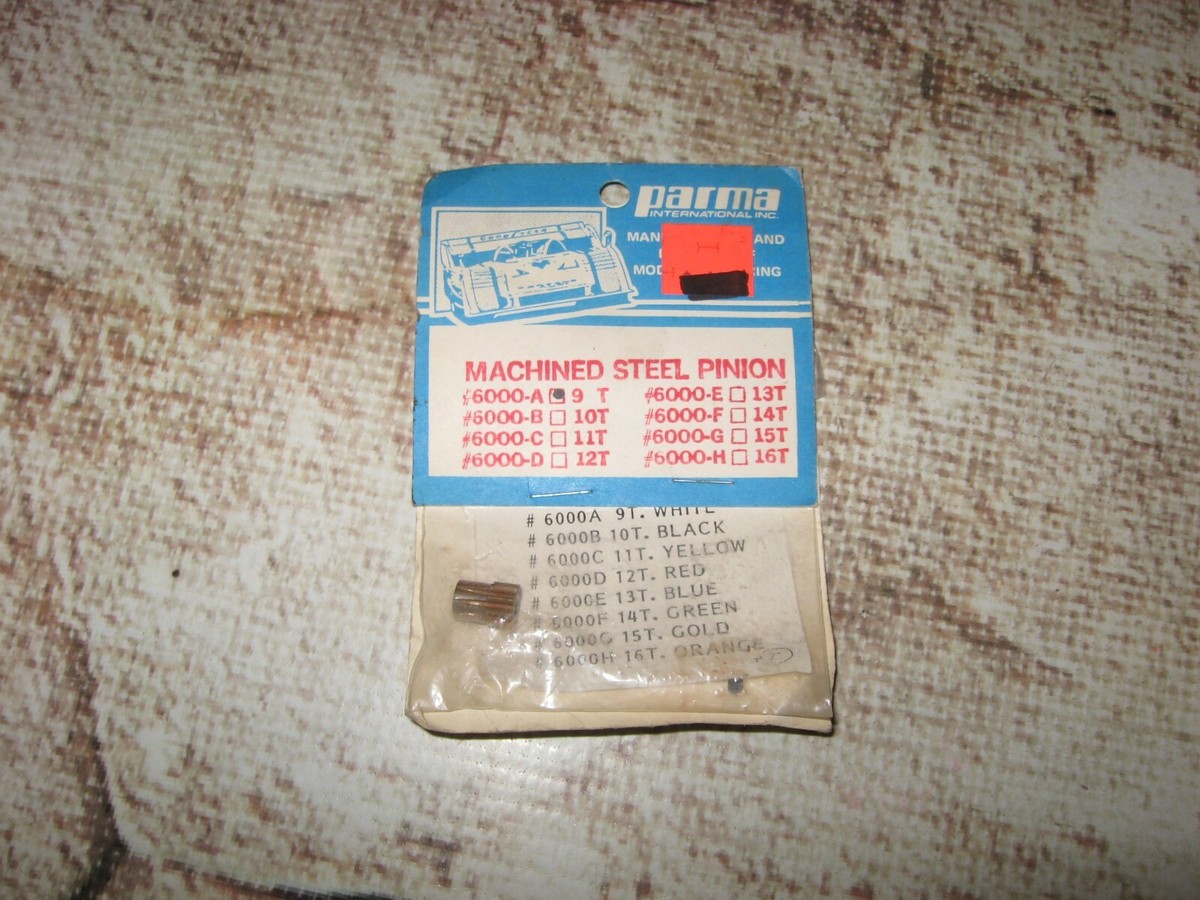 parma
INTERNATIONAL INC.
AND
MOD
MACHINED STEEL PINION
#6000-A 9 T #6000-E 13T
#6000-B 10T #6000-F 14T
#6000-C 11T #6000-G 15T
#6000-D 12T #6000-H 16T
# 6000A 9T. WHITE
# 6000B 10T. BLACK
# 6000C 11T. YELLOW
# 6000D 12T. RED
# 6000E 13T. BLUE
# 6000F 14T. GREEN
# 6000G 15T. GOLD
# 6000H 16T. ORANGE